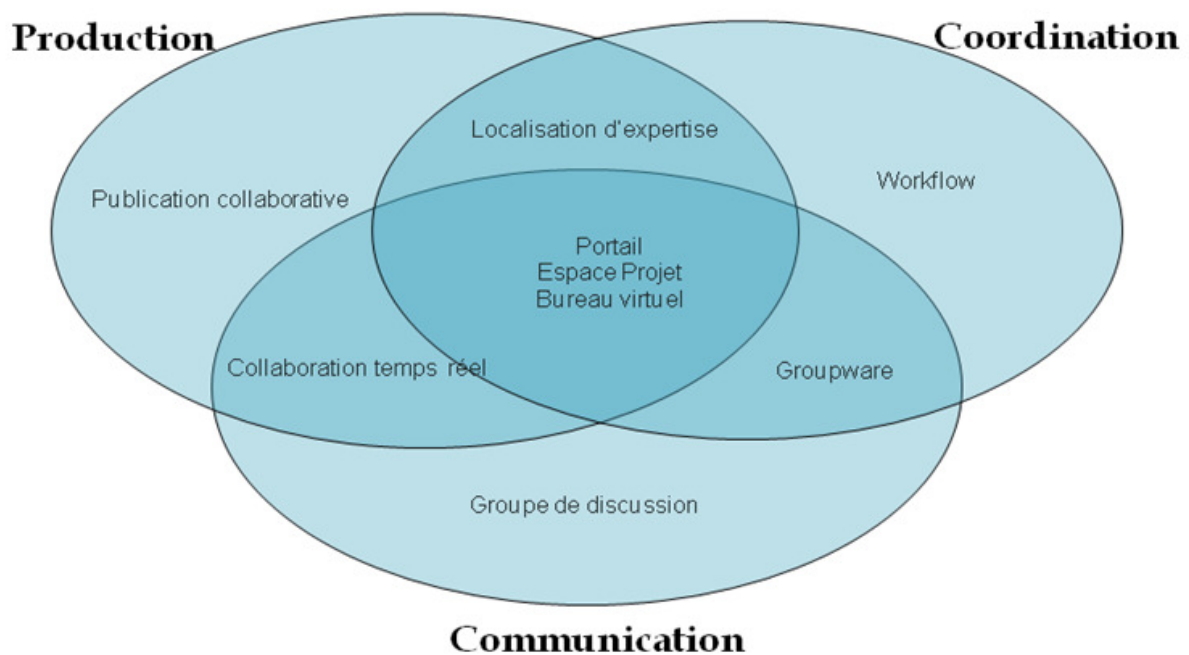 Production
Coordination
Localisation d'expertise
Workflow
Publication collaborative
Portail
Espace Projet
Bureau virtuel
Collaboration temps réel
Groupware
Groupe de discussion
Communication